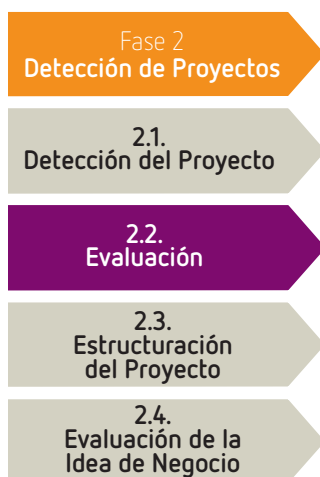 Fase 2
Detección de Proyectos
2.1.
Detección del Proyecto
2.2.
Evaluación
2.3.
Estructuración
del Proyecto
2.4.
Evaluación de la
Idea de Negocio